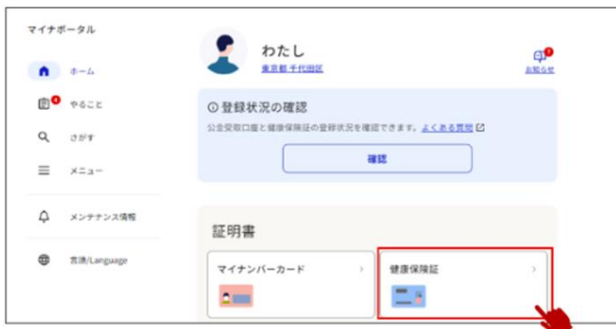 マイナポータル
わたし
東京都 千代田区
お知らせ
ホーム
やること
さがす
メニュー
メンテナンス情報
言語/Language
登録状況の確認
公金受取口座と健康保険証の登録状況を確認できます。よくある質問
確認
証明書
マイナンバーカード
健康保険証